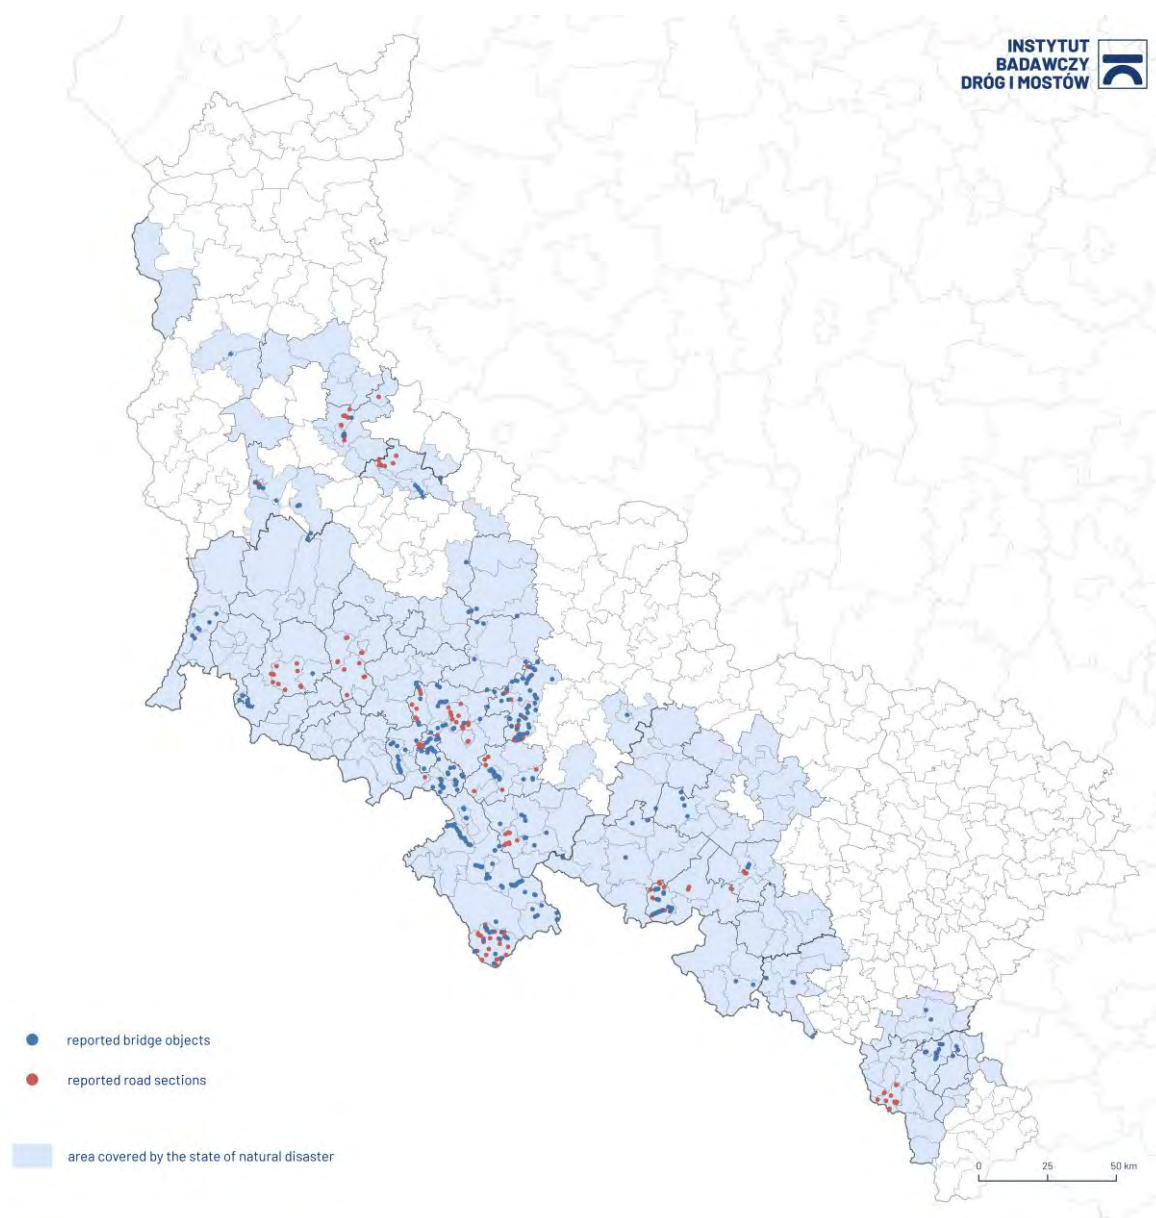 INSTYTUT
BADAWCZY
DRÓG I MOSTÓW
reported bridge objects
reported road sections
area covered by the state of natural disaster
0 25 50 km